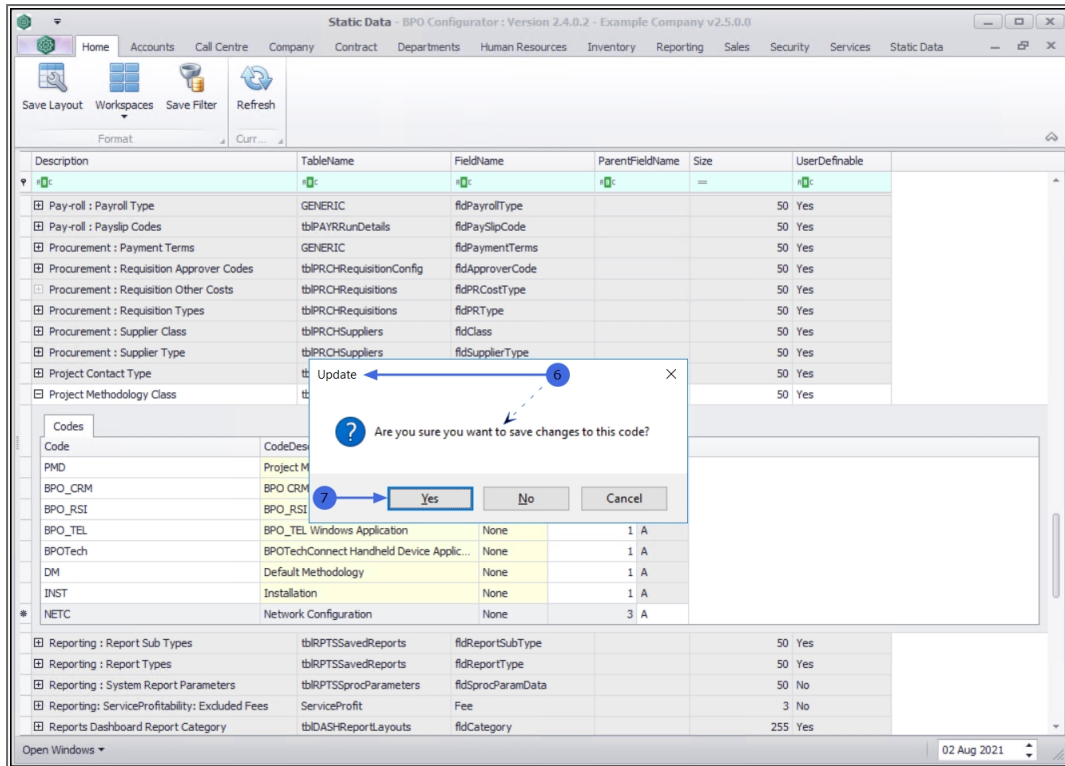 Static Data - BPO Configurator : Version 2.4.0.2 - Example Company v2.5.0.0
Home Accounts Call Centre Company Contract Departments Human Resources Inventory Reporting Sales Security Services Static Data
Save Layout Workspaces Save Filter Refresh
Format Curr...
Description TableName FieldName ParentFieldName Size UserDefinable
Pay-roll : Payroll Type GENERIC fldPayrollType 50 Yes
Pay-roll : Payslip Codes tblPAYRRunDetails fldPaySlipCode 50 Yes
Procurement : Payment Terms GENERIC fldPaymentTerms 50 Yes
Procurement : Requisition Approver Codes tblPRCHRequisitionConfig fldApproverCode 50 Yes
Procurement : Requisition Other Costs tblPRCHRequisitions fldPRCostType 50 Yes
Procurement : Requisition Types tblPRCHRequisitions fldPRType 50 Yes
Procurement : Supplier Class tblPRCHSuppliers fldClass 50 Yes
Procurement : Supplier Type tblPRCHSuppliers fldSupplierType 50 Yes
Project Contact Type 50 Yes
Project Methodology Class 50 Yes
Update 6
Are you sure you want to save changes to this code?
7 Yes No Cancel
Codes
Code CodeDes
PMD Project M
BPO_CRM BPO CRM
BPO_RSI BPO_RSI
BPO_TEL BPO_TEL Windows Application None 1 A
BPOTech BPOTechConnect Handheld Device Applic... None 1 A
DM Default Methodology None 1 A
INST Installation None 1 A
NETC Network Configuration None 3 A
Reporting : Report Sub Types tblRPTSSavedReports fldReportSubType 50 Yes
Reporting : Report Types tblRPTSSavedReports fldReportType 50 Yes
Reporting : System Report Parameters tblRPTSSprocParameters fldSprocParamData 50 No
Reporting: ServiceProfitability: Excluded Fees ServiceProfit Fee 3 No
Reports Dashboard Report Category tblDASHReportLayouts fldCategory 255 Yes
Open Windows 02 Aug 2021